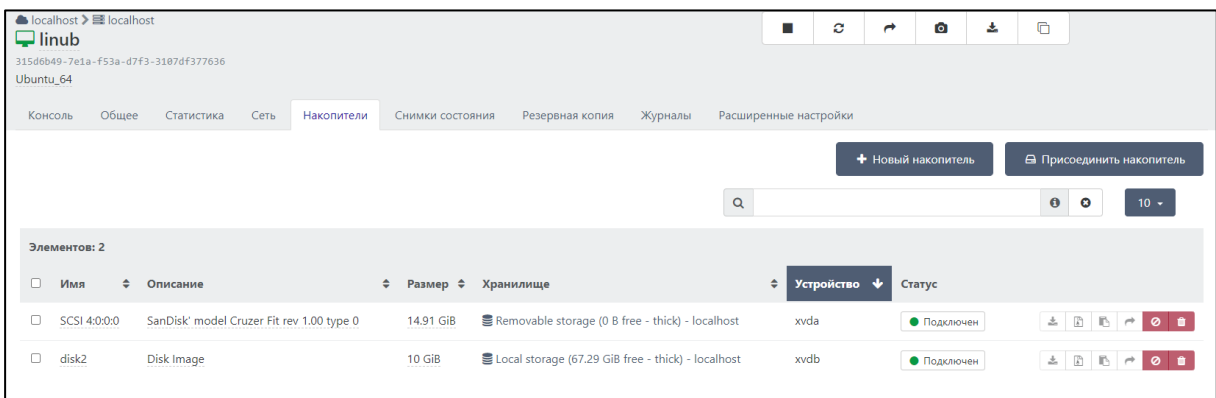 localhost localhost
linub
315d6b49-7e1a-f53a-d7f3-3107df377636
Ubuntu_64
Консоль Общее Статистика Сеть Накопители Снимки состояния Резервная копия Журналы Расширенные настройки
Новый накопитель Присоединить накопитель
10
Элементов: 2
Имя Описание Размер Хранилище Устройство Статус
SCSI 4:0:0:0 SanDisk' model Cruzer Fit rev 1.00 type 0 14.91 GiB Removable storage (0 B free - thick) - localhost xvda Подключен
disk2 Disk Image 10 GiB Local storage (67.29 GiB free - thick) - localhost xvdb Подключен